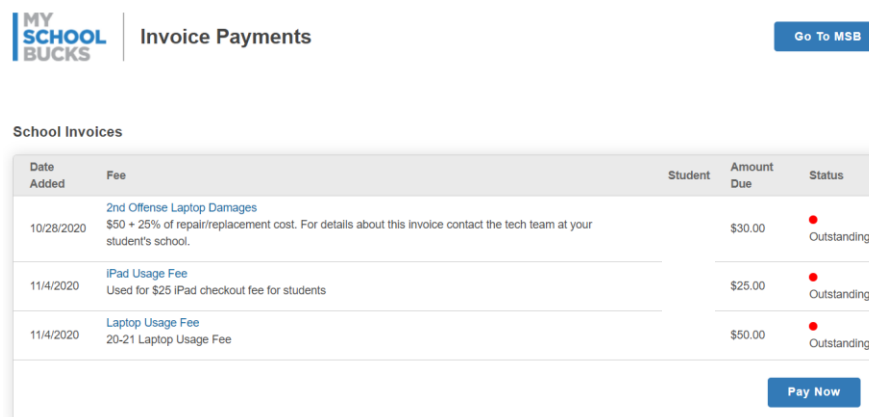 MY
SCHOOL
BUCKS
Invoice Payments
Go To MSB
School Invoices
Date
Added
Fee
Student
Amount
Due
Status
10/28/2020
2nd Offense Laptop Damages
$50 + 25% of repair/replacement cost. For details about this invoice contact the tech team at your
student's school.
$30.00
Outstanding
11/4/2020
iPad Usage Fee
Used for $25 iPad checkout fee for students
$25.00
Outstanding
11/4/2020
Laptop Usage Fee
20-21 Laptop Usage Fee
$50.00
Outstanding
Pay Now